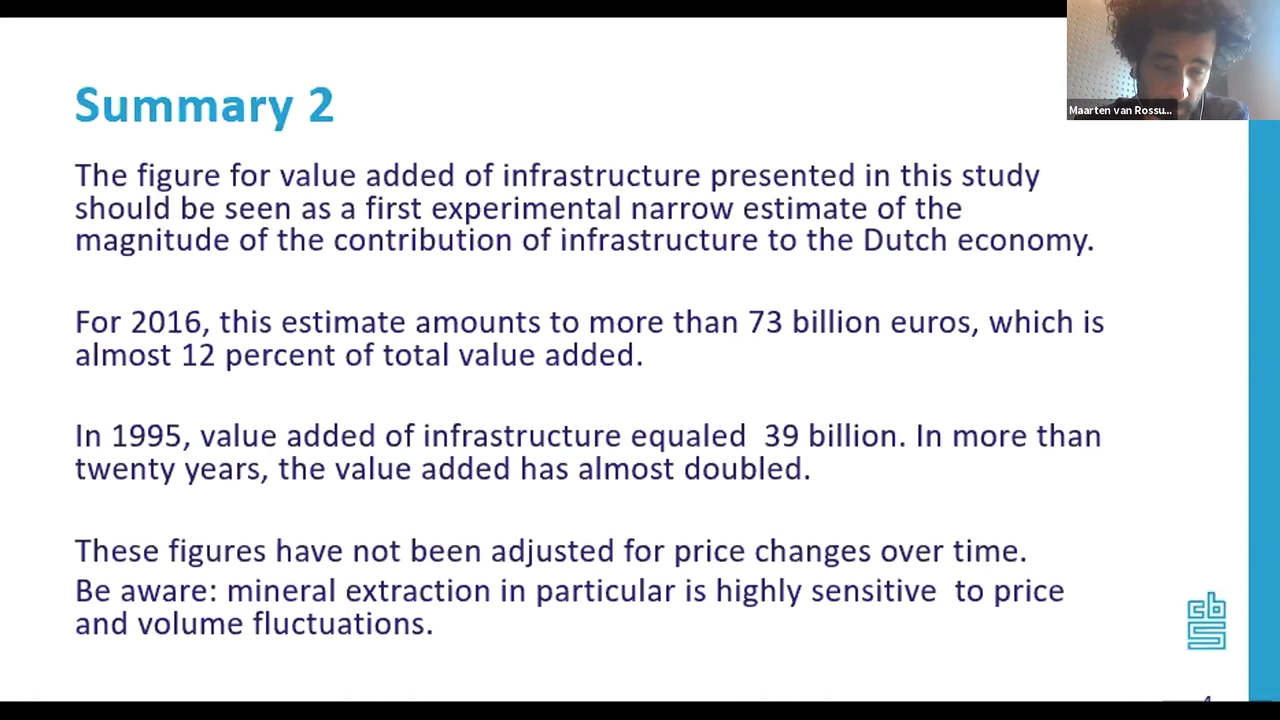 Maarten van Rossu...
Summary 2
The figure for value added of infrastructure presented in this study
should be seen as a first experimental narrow estimate of the
magnitude of the contribution of infrastructure to the Dutch economy.
For 2016, this estimate amounts to more than 73 billion euros, which is
almost 12 percent of total value added.
In 1995, value added of infrastructure equaled  39 billion. In more than
twenty years, the value added has almost doubled.
These figures have not been adjusted for price changes over time.
Be aware: mineral extraction in particular is highly sensitive  to price
and volume fluctuations.
cbs